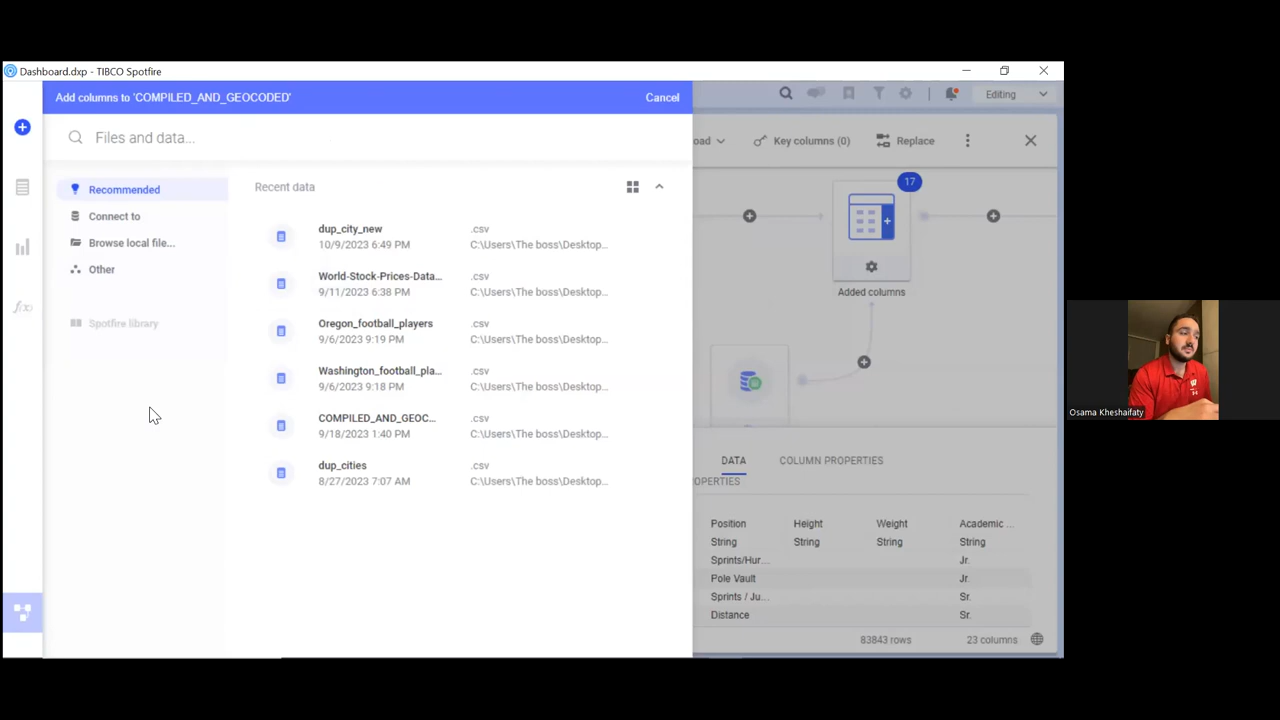 Dashboard.dxp - TIBCO Spotfire
Add columns to 'COMPILED_AND_GEOCODED'
Cancel
Editing
Files and data...
oad
Key columns (0)
Replace
Recommended
Connect to
Browse local file...
Other
Spotfire library
Recent data
dup_city_new
.csv
10/9/2023 6:49 PM
C:\Users\The boss\Desktop...
World-Stock-Prices-Data...
.csv
9/11/2023 6:38 PM
C:\Users\The boss\Desktop...
Oregon_football_players
.csv
9/6/2023 9:19 PM
C:\Users\The boss\Desktop...
Washington_football_pla...
.csv
9/6/2023 9:18 PM
C:\Users\The boss\Desktop...
COMPILED_AND_GEOC...
.csv
9/18/2023 1:40 PM
C:\Users\The boss\Desktop...
dup_cities
.csv
8/27/2023 7:07 AM
C:\Users\The boss\Desktop...
f(x)
17
Added columns
DATA
COLUMN PROPERTIES
OPERTIES
Position Height Weight Academic ...
String String String String
Sprints/Hur... Jr.
Pole Vault Jr.
Sprints / Ju... Sr.
Distance Sr.
83843 rows 23 columns
W
Osama Kheshaifaty